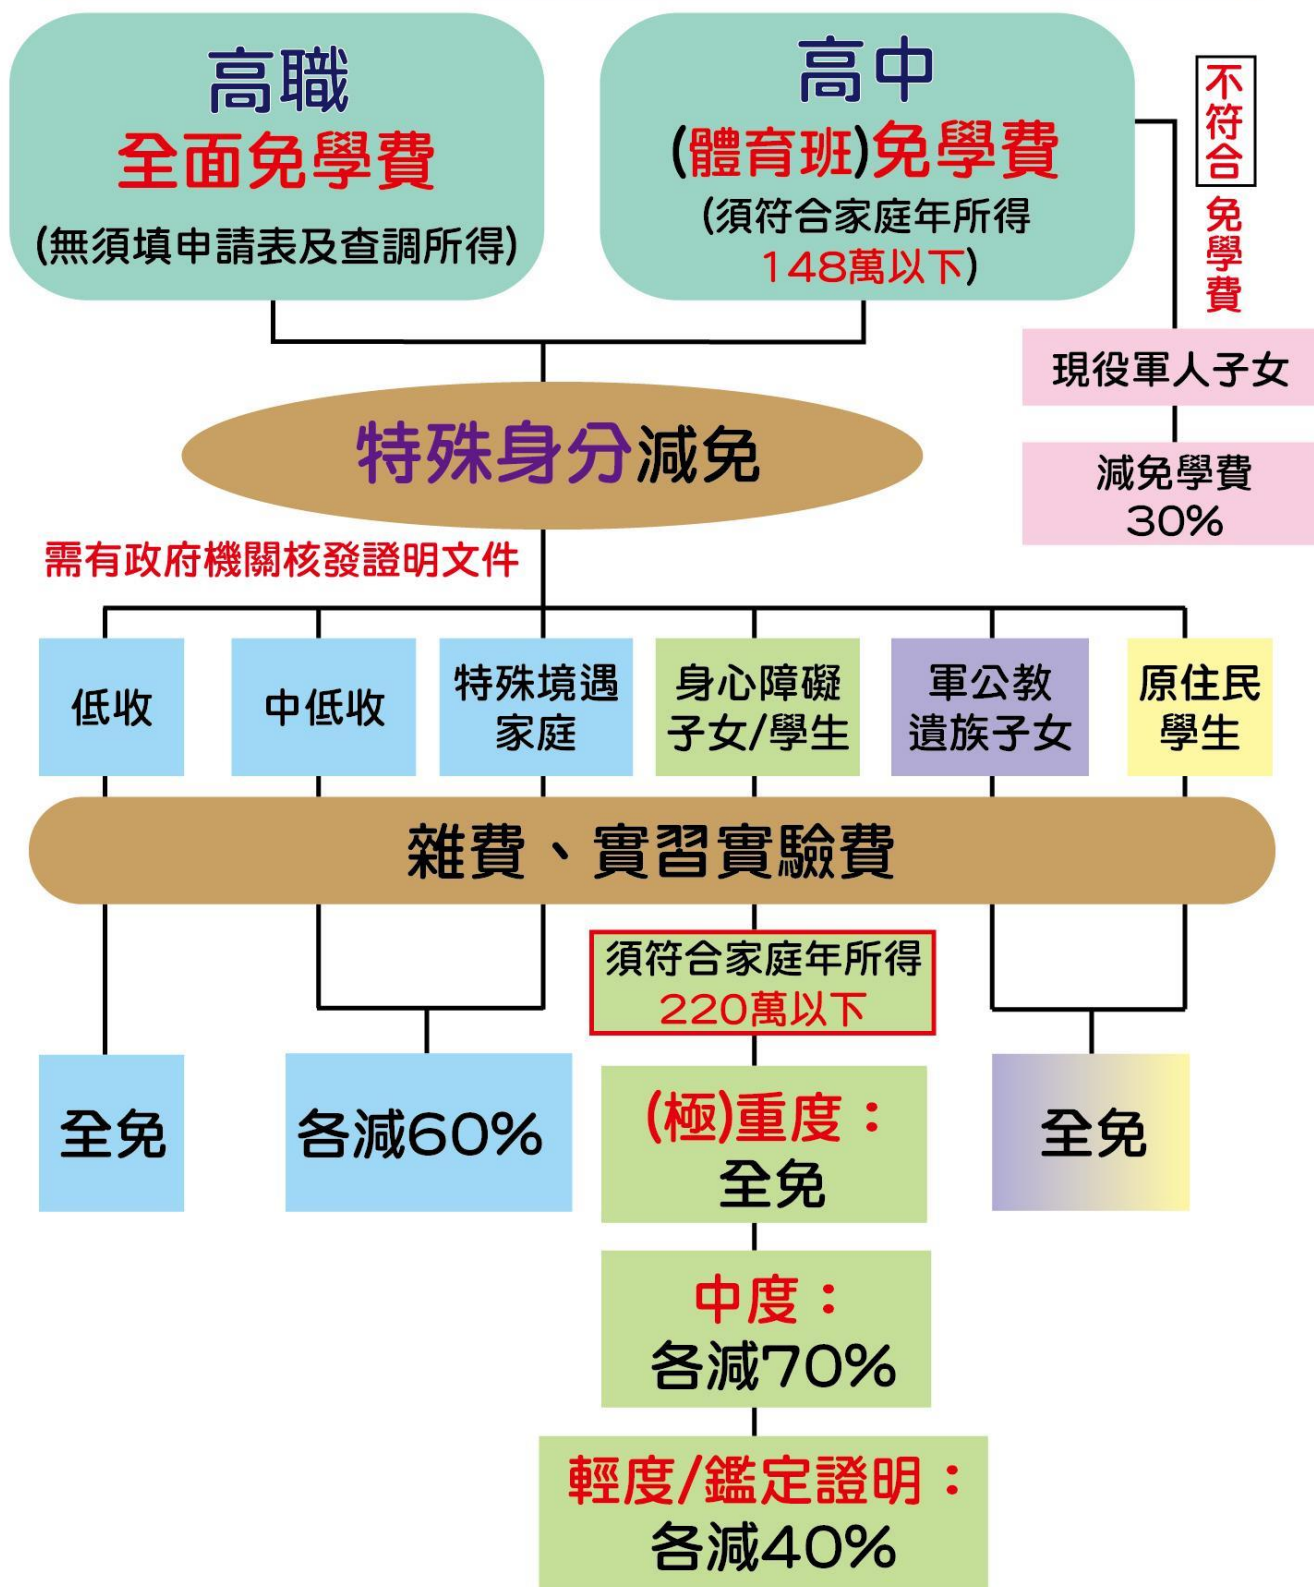 高職
全面免學費
(無須填申請表及查調所得)
高中
(體育班)免學費
(須符合家庭年所得
148萬以下)
不符合
免學費
現役軍人子女
減免學費
30%
特殊身分減免
需有政府機關核發證明文件
低收
中低收
特殊境遇
家庭
身心障礙
子女/學生
軍公教
遺族子女
原住民
學生
雜費、實習實驗費
全免
各減60%
須符合家庭年所得
220萬以下
(極)重度：
全免
中度：
各減70%
輕度/鑑定證明：
各減40%
全免